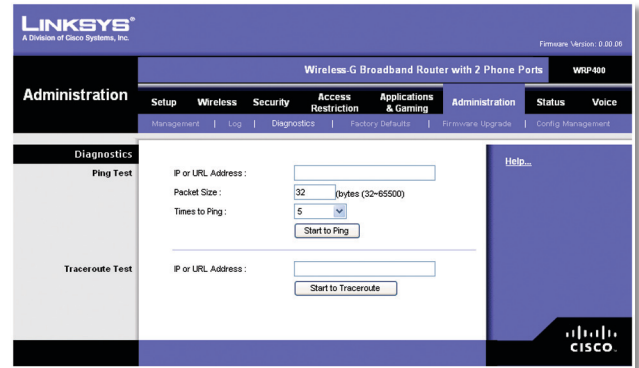 LINKSYS®
A Division of Cisco Systems, Inc.
Firmware Version: 0.00.06
Wireless-G Broadband Router with 2 Phone Ports WRP400
Administration
Setup Wireless Security Access Restriction Applications & Gaming Administration Status Voice
Management | Log | Diagnostics | Factory Defaults | Firmware Upgrade | Config Management
Diagnostics
Help...
Ping Test
IP or URL Address :
Packet Size : 32 (bytes (32~65500)
Times to Ping : 5
Start to Ping
Traceroute Test
IP or URL Address :
Start to Traceroute
CISCO.